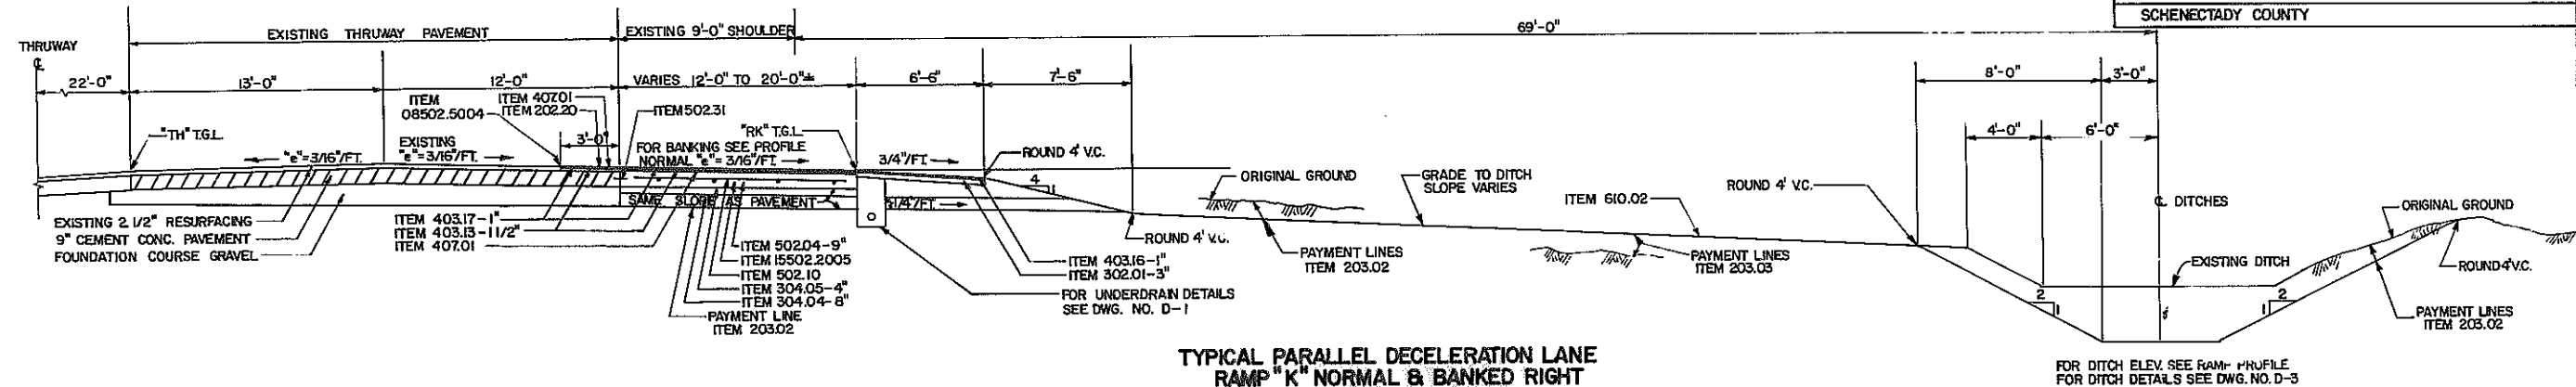 SCHENECTADY COUNTY
EXISTING THRUWAY PAVEMENT
EXISTING 9'-0" SHOULDER
69'-0"
THRUWAY
℄
22'-0"
13'-0"
12'-0"
VARIES 12'-0" TO 20'-0"±
6'-6"
7'-6"
8'-0"
3'-0"
ITEM
08502.5004
ITEM 407.01
ITEM 202.20
ITEM 502.31
"TH" T.G.L.
3'-0"
"RK" T.G.L.
4'-0"
6'-0"
"e"=3/16"/FT.
EXISTING
"e"=3/16"/FT.
FOR BANKING SEE PROFILE
NORMAL "e"=3/16"/FT.
3/4"/FT.
ROUND 4' V.C.
4
1
ORIGINAL GROUND
GRADE TO DITCH
SLOPE VARIES
ITEM 610.02
ROUND 4' V.C.
℄ DITCHES
ORIGINAL GROUND
SAME SLOPE AS PAVEMENT
EXISTING 2 1/2" RESURFACING
9" CEMENT CONC. PAVEMENT
FOUNDATION COURSE GRAVEL
ITEM 403.17-1"
ITEM 403.13-1 1/2"
ITEM 407.01
ITEM 502.04-9"
ITEM 15502.2005
ITEM 502.10
ITEM 304.05-4"
ITEM 304.04-8"
PAYMENT LINE
ITEM 203.02
ROUND 4' V.C.
ITEM 403.16-1"
ITEM 302.01-3"
FOR UNDERDRAIN DETAILS
SEE DWG. NO. D-1
PAYMENT LINES
ITEM 203.02
PAYMENT LINES
ITEM 203.03
EXISTING DITCH
ROUND 4' V.C.
2
1
2
1
PAYMENT LINES
ITEM 203.02
TYPICAL PARALLEL DECELERATION LANE
RAMP "K" NORMAL & BANKED RIGHT
FOR DITCH ELEV. SEE RAMP PROFILE
FOR DITCH DETAILS SEE DWG. NO. D-3